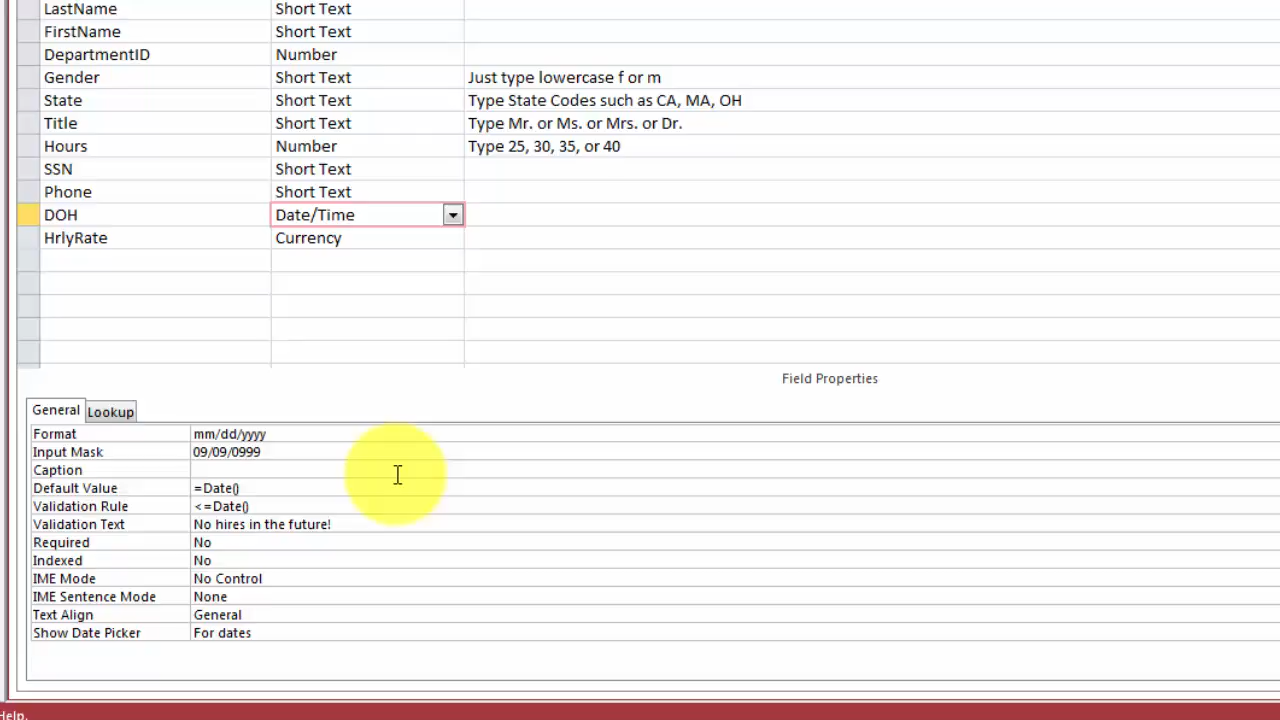 LastName Short Text
FirstName Short Text
DepartmentID Number
Gender Short Text Just type lowercase f or m
State Short Text Type State Codes such as CA, MA, OH
Title Short Text Type Mr. or Ms. or Mrs. or Dr.
Hours Number Type 25, 30, 35, or 40
SSN Short Text
Phone Short Text
DOH Date/Time
HrlyRate Currency
Field Properties
General Lookup
Format mm/dd/yyyy
Input Mask 09/09/0999
Caption
Default Value =Date()
Validation Rule <=Date()
Validation Text No hires in the future!
Required No
Indexed No
IME Mode No Control
IME Sentence Mode None
Text Align General
Show Date Picker For dates
Help.